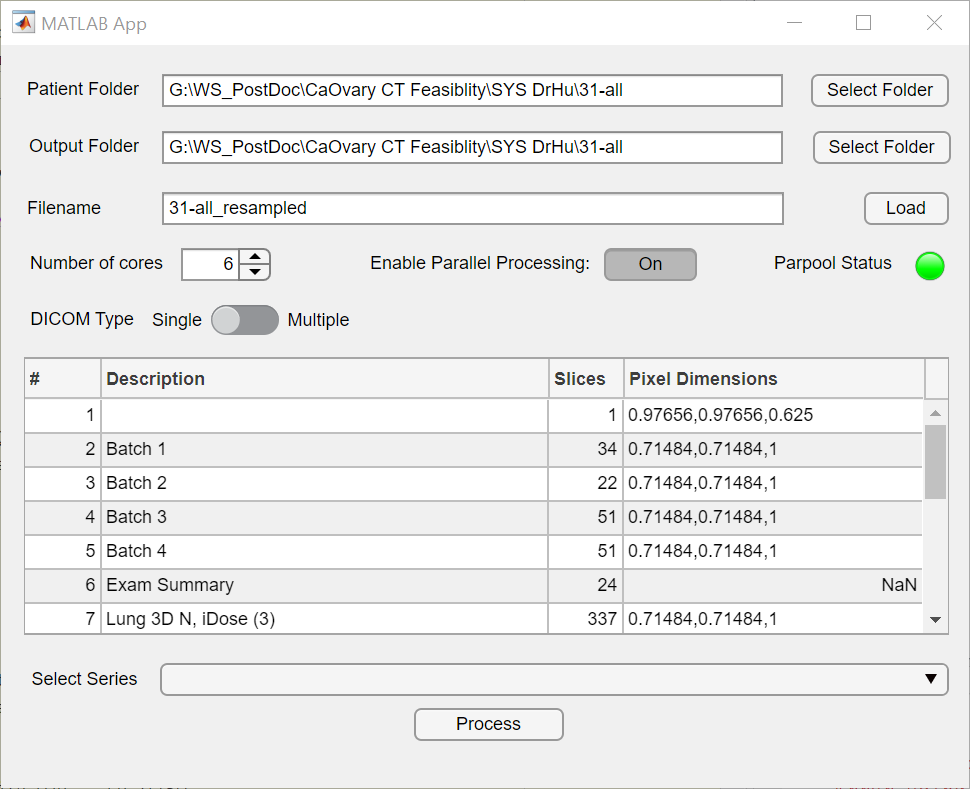 MATLAB App
Patient Folder G:\WS_PostDoc\CaOvary CT Feasiblity\SYS DrHu\31-all Select Folder
Output Folder G:\WS_PostDoc\CaOvary CT Feasiblity\SYS DrHu\31-all Select Folder
Filename 31-all_resampled Load
Number of cores 6 Enable Parallel Processing: On Parpool Status
DICOM Type Single Multiple
# Description Slices Pixel Dimensions
1 1 0.97656,0.97656,0.625
2 Batch 1 34 0.71484,0.71484,1
3 Batch 2 22 0.71484,0.71484,1
4 Batch 3 51 0.71484,0.71484,1
5 Batch 4 51 0.71484,0.71484,1
6 Exam Summary 24 NaN
7 Lung 3D N, iDose (3) 337 0.71484,0.71484,1
Select Series
Process